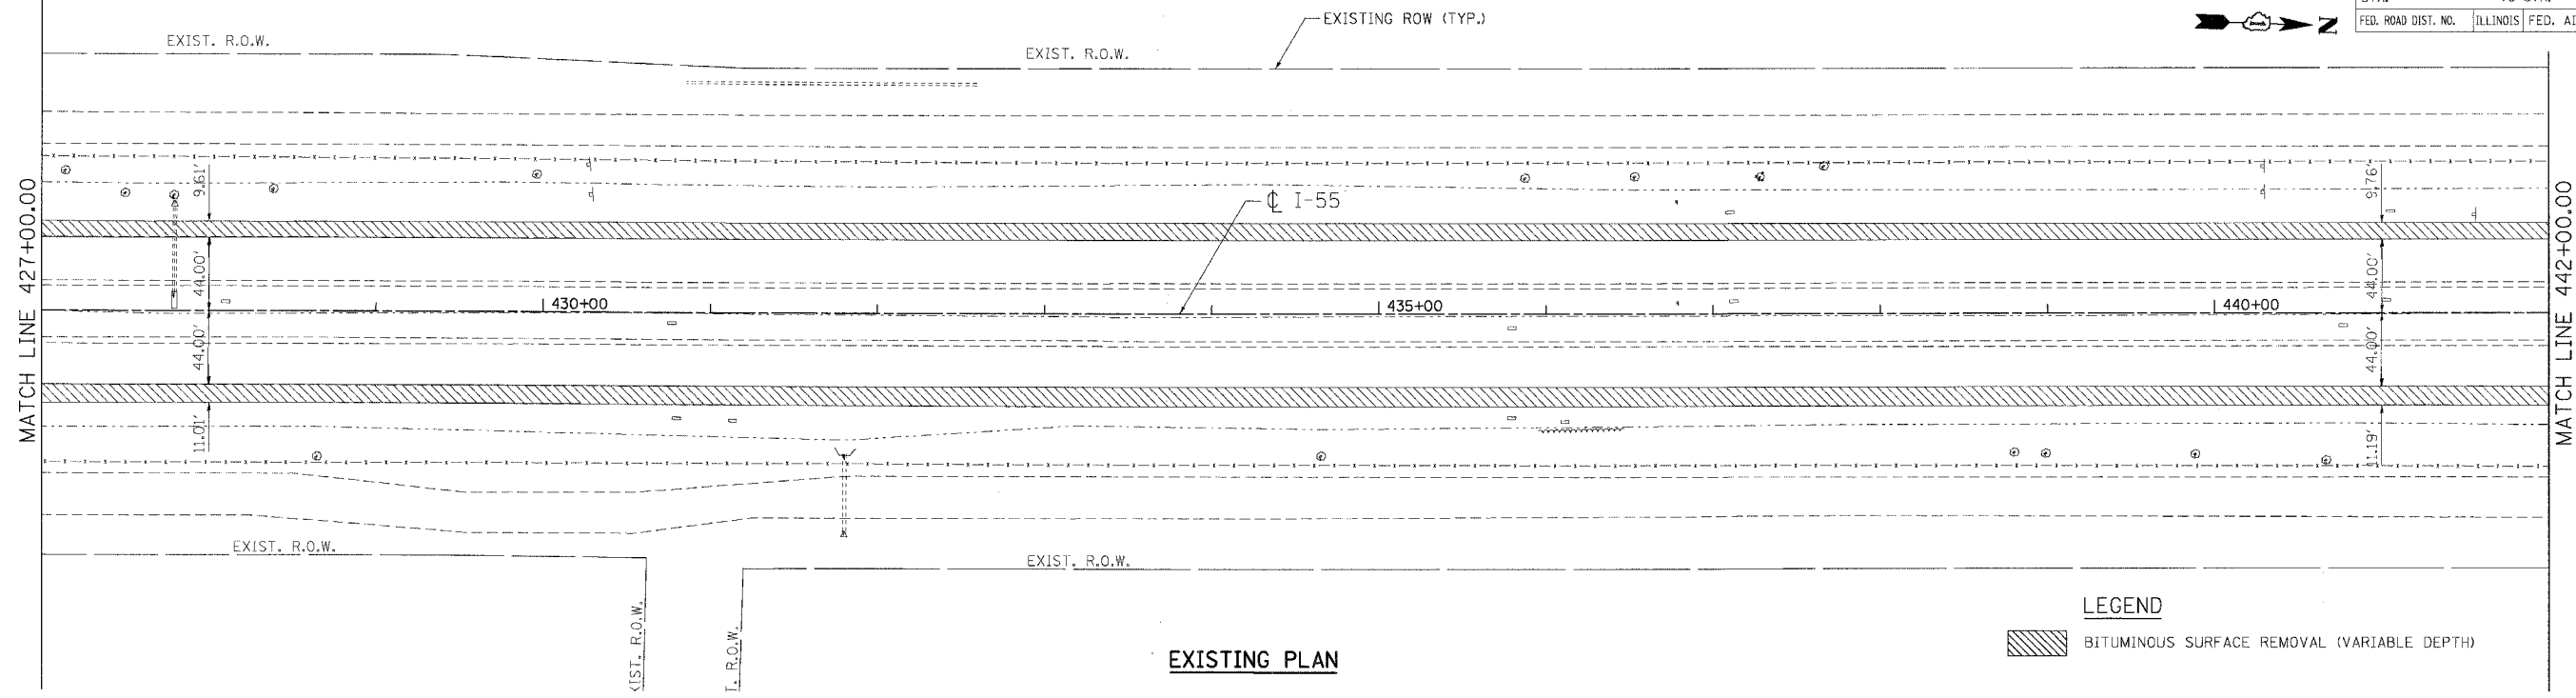 EXISTING ROW (TYP.)
N
FED. ROAD DIST. NO. ILLINOIS FED.
EXIST. R.O.W.
EXIST. R.O.W.
MATCH LINE 427+00.00
9.61'
9.76'
℄ I-55
44.00'
430+00
435+00
440+00
44.00'
44.00'
44.00'
11.01'
11.19'
MATCH LINE 442+00.00
EXIST. R.O.W.
EXIST. R.O.W.
R.O.W.
R.O.W.
EXISTING PLAN
LEGEND
BITUMINOUS SURFACE REMOVAL (VARIABLE DEPTH)